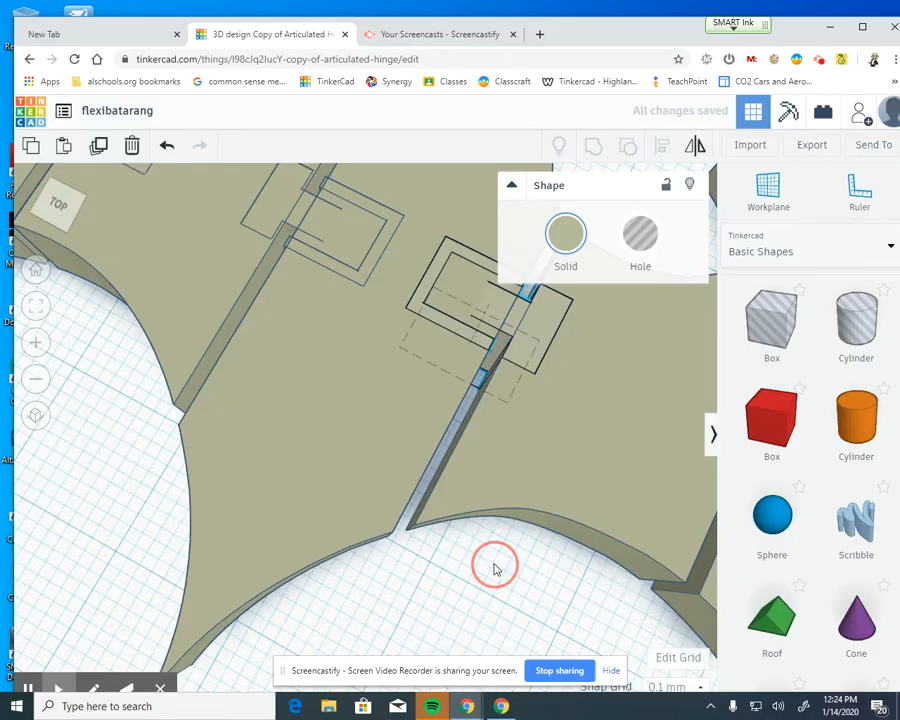 SMART Ink
New Tab
3D design Copy of Articulated H
Your Screencasts - Screencastify
tinkercad.com/things/l98cJq2IucY-copy-of-articulated-hinge/edit
Apps
alschools.org bookmarks
common sense me...
TinkerCad
Synergy
Classes
Classcraft
Tinkercad - Highlan...
TeachPoint
CO2 Cars and Aero...
TIN
KER
CAD
flexibatarang
All changes saved
Import
Export
Send To
TOP
Shape
Solid
Hole
Workplane
Ruler
Tinkercad
Basic Shapes
Box
Cylinder
Box
Cylinder
Sphere
Scribble
Roof
Cone
Edit Grid
Snap Grid
0.1 mm
Screencastify - Screen Video Recorder is sharing your screen.
Stop sharing
Hide
Type here to search
12:24 PM
1/14/2020
20